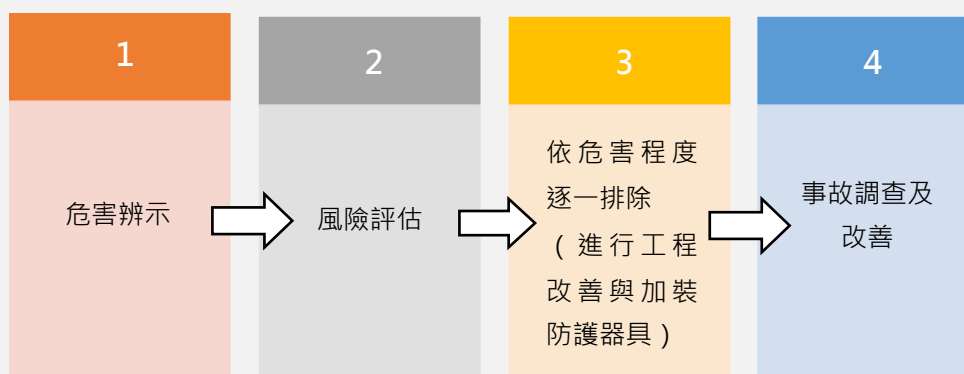 1
危害辨示
2
風險評估
3
依危害程度
逐一排除
（進行工程
改善與加裝
防護器具）
4
事故調查及
改善